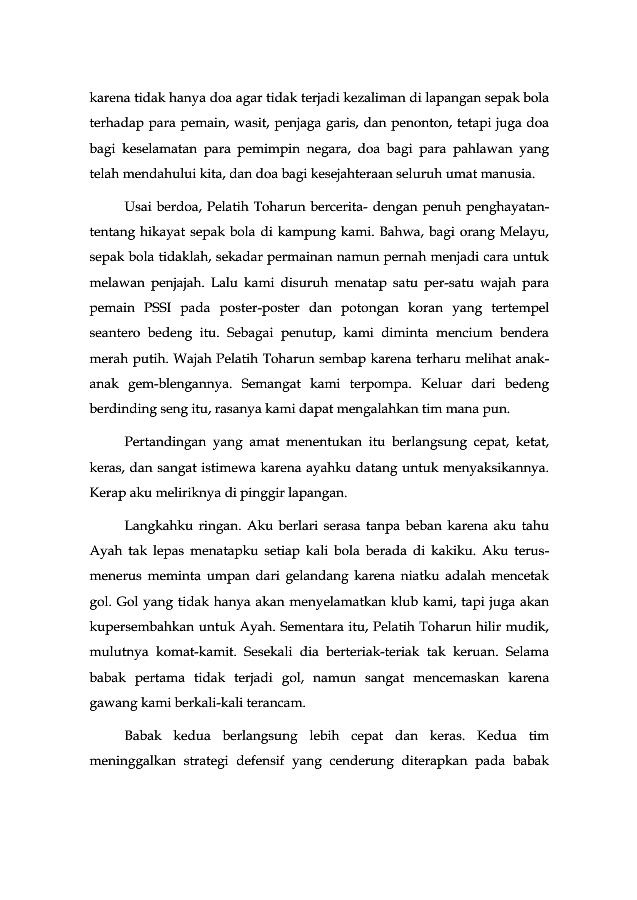 karena tidak hanya doa agar tidak terjadi kezaliman di lapangan sepak bola
terhadap para pemain, wasit, penjaga garis, dan penonton, tetapi juga doa
bagi keselamatan para pemimpin negara, doa bagi para pahlawan yang
telah mendahului kita, dan doa bagi kesejahteraan seluruh umat manusia.
Usai berdoa, Pelatih Toharun bercerita- dengan penuh penghayatan-
tentang hikayat sepak bola di kampung kami. Bahwa, bagi orang Melayu,
sepak bola tidaklah, sekadar permainan namun pernah menjadi cara untuk
melawan penjajah. Lalu kami disuruh menatap satu per-satu wajah para
pemain PSSI pada poster-poster dan potongan koran yang tertempel
seantero bedeng itu. Sebagai penutup, kami diminta mencium bendera
merah putih. Wajah Pelatih Toharun sembap karena terharu melihat anak-
anak gem-blengannya. Semangat kami terpompa. Keluar dari bedeng
berdinding seng itu, rasanya kami dapat mengalahkan tim mana pun.
Pertandingan yang amat menentukan itu berlangsung cepat, ketat,
keras, dan sangat istimewa karena ayahku datang untuk menyaksikannya.
Kerap aku meliriknya di pinggir lapangan.
Langkahku ringan. Aku berlari serasa tanpa beban karena aku tahu
Ayah tak lepas menatapku setiap kali bola berada di kakiku. Aku terus-
menerus meminta umpan dari gelandang karena niatku adalah mencetak
gol. Gol yang tidak hanya akan menyelamatkan klub kami, tapi juga akan
kupersembahkan untuk Ayah. Sementara itu, Pelatih Toharun hilir mudik,
mulutnya komat-kamit. Sesekali dia berteriak-teriak tak keruan. Selama
babak pertama tidak terjadi gol, namun sangat mencemaskan karena
gawang kami berkali-kali terancam.
Babak kedua berlangsung lebih cepat dan keras. Kedua tim
meninggalkan strategi defensif yang cenderung diterapkan pada babak